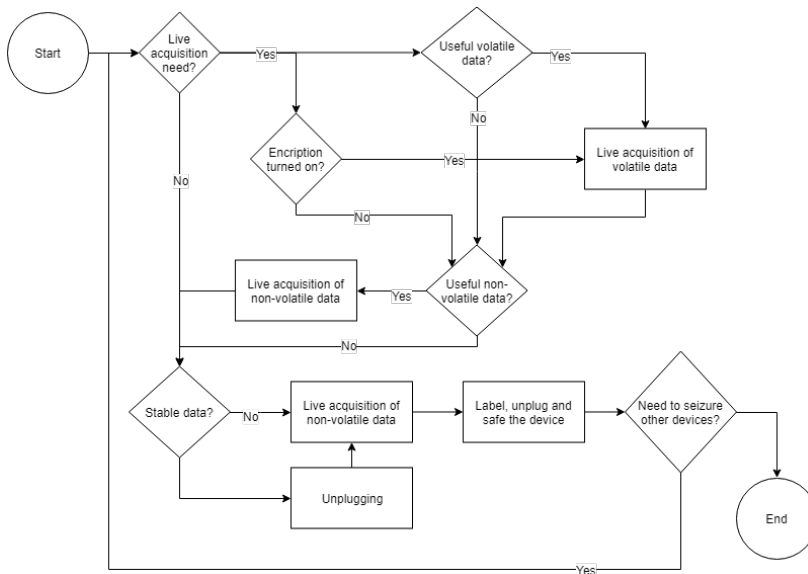 Start
Live
acquisition
need?
Yes
Useful volatile
data?
Yes
No
Encription
turned on?
Yes
Live acquisition of
volatile data
No
No
Live acquisition of
non-volatile data
Yes
Useful non-
volatile data?
No
Stable data?
No
Live acquisition of
non-volatile data
Label, unplug and
safe the device
Need to seizure
other devices?
Unplugging
End
Yes